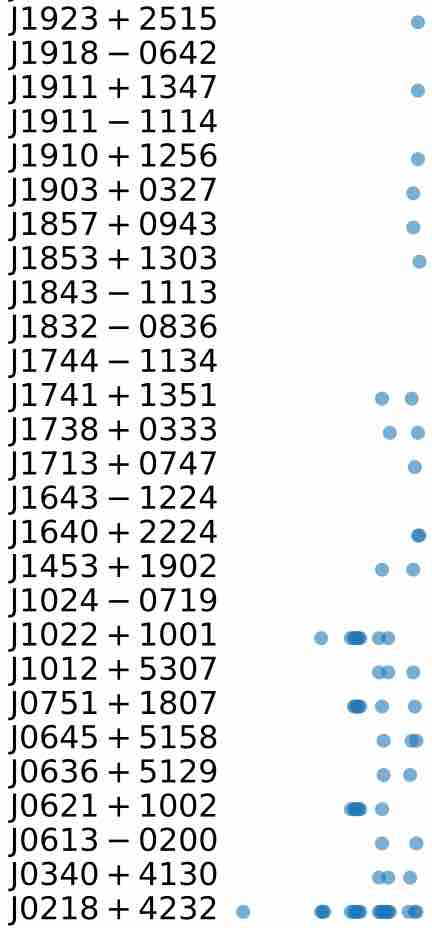 J1923 + 2515
J1918 − 0642
J1911 + 1347
J1911 − 1114
J1910 + 1256
J1903 + 0327
J1857 + 0943
J1853 + 1303
J1843 − 1113
J1832 − 0836
J1744 − 1134
J1741 + 1351
J1738 + 0333
J1713 + 0747
J1643 − 1224
J1640 + 2224
J1453 + 1902
J1024 − 0719
J1022 + 1001
J1012 + 5307
J0751 + 1807
J0645 + 5158
J0636 + 5129
J0621 + 1002
J0613 − 0200
J0340 + 4130
J0218 + 4232